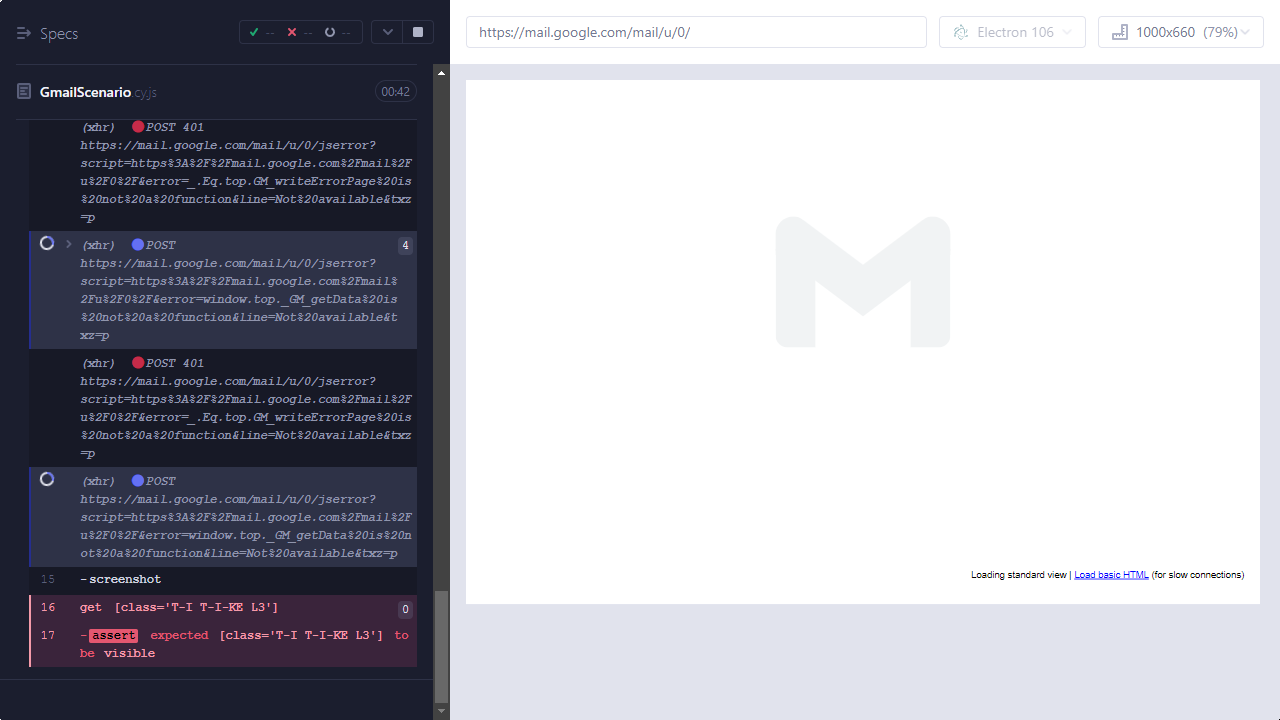 Specs
--
--
--
https://mail.google.com/mail/u/0/
Electron 106
1000x660 (79%)
GmailScenario.cy.js
00:42
(xhr) POST 401
https://mail.google.com/mail/u/0/jserror?
script=https%3A%2F%2Fmail.google.com%2Fmail%2F
u%2F0%2F&error=_.Eq.top.GM_writeErrorPage%20is
%20not%20a%20function&line=Not%20available&txz
=p
(xhr) POST
4
https://mail.google.com/mail/u/0/jserror?
script=https%3A%2F%2Fmail.google.com%2Fmail%
2Fu%2F0%2F&error=window.top._GM_getData%20is
%20not%20a%20function&line=Not%20available&t
xz=p
(xhr) POST 401
https://mail.google.com/mail/u/0/jserror?
script=https%3A%2F%2Fmail.google.com%2Fmail%2F
u%2F0%2F&error=_.Eq.top.GM_writeErrorPage%20is
%20not%20a%20function&line=Not%20available&txz
=p
(xhr) POST
https://mail.google.com/mail/u/0/jserror?
script=https%3A%2F%2Fmail.google.com%2Fmail%2F
u%2F0%2F&error=window.top._GM_getData%20is%20n
ot%20a%20function&line=Not%20available&txz=p
15 -screenshot
16 get [class='T-I T-I-KE L3'] 0
17 -assert expected [class='T-I T-I-KE L3'] to
be visible
Loading standard view | Load basic HTML (for slow connections)